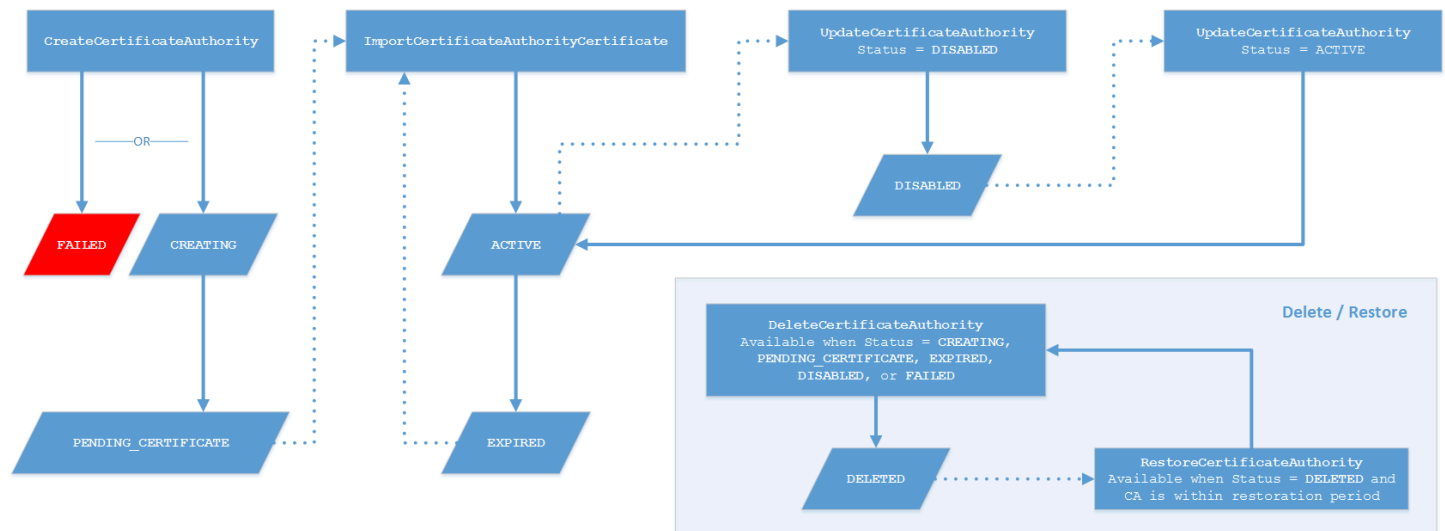 CreateCertificateAuthority
ImportCertificateAuthorityCertificate
UpdateCertificateAuthority
Status = DISABLED
UpdateCertificateAuthority
Status = ACTIVE
OR
DISABLED
FAILED
CREATING
ACTIVE
PENDING_CERTIFICATE
EXPIRED
Delete / Restore
DeleteCertificateAuthority
Available when Status = CREATING,
PENDING_CERTIFICATE, EXPIRED,
DISABLED, or FAILED
DELETED
RestoreCertificateAuthority
Available when Status = DELETED and
CA is within restoration period